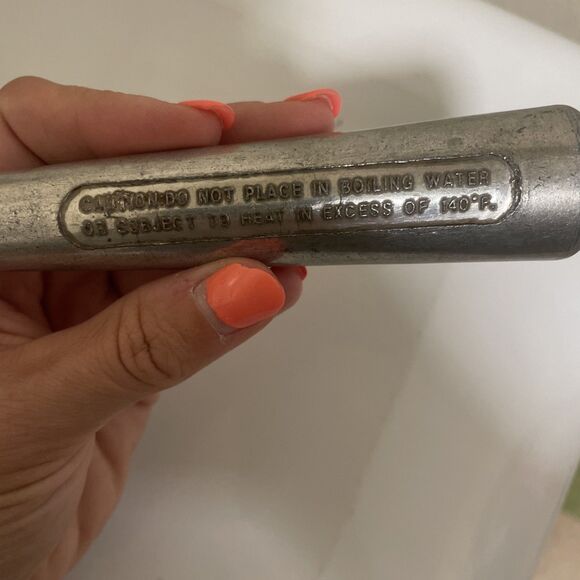 CAUTION:DO NOT PLACE IN BOILING WATER
OR SUBJECT TO HEAT IN EXCESS OF 140°F.